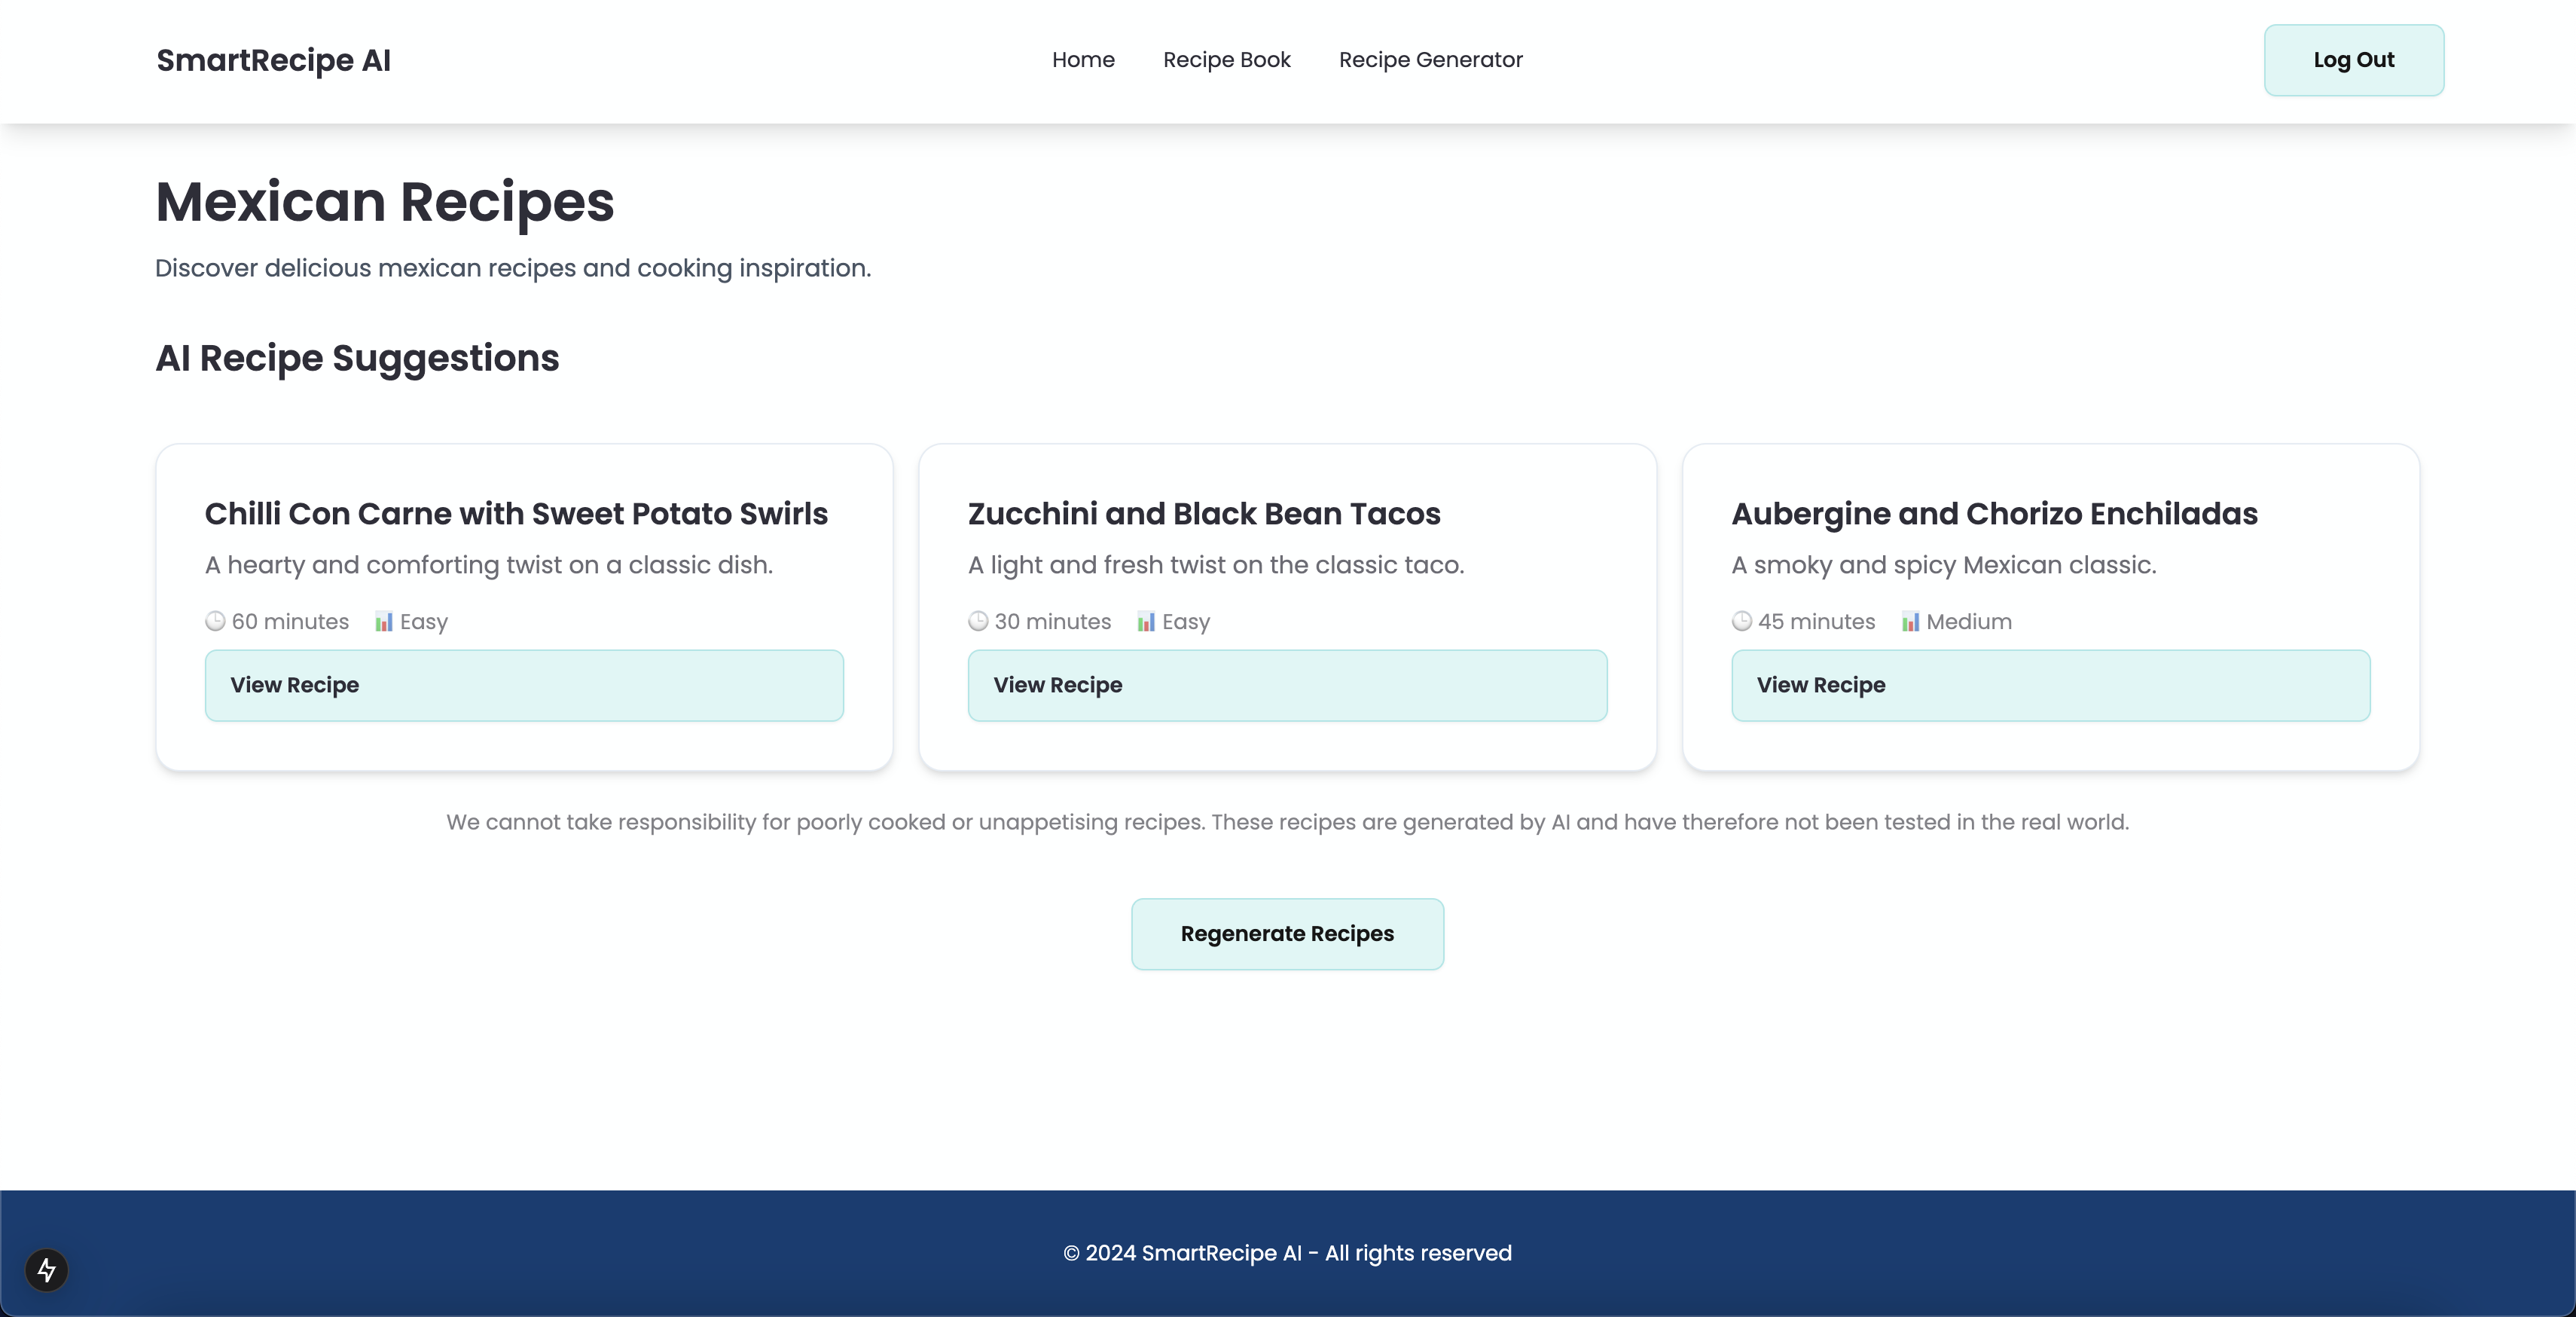 SmartRecipe AI
Home
Recipe Book
Recipe Generator
Log Out
Mexican Recipes
Discover delicious mexican recipes and cooking inspiration.
AI Recipe Suggestions
Chilli Con Carne with Sweet Potato Swirls
A hearty and comforting twist on a classic dish.
60 minutes
Easy
View Recipe
Zucchini and Black Bean Tacos
A light and fresh twist on the classic taco.
30 minutes
Easy
View Recipe
Aubergine and Chorizo Enchiladas
A smoky and spicy Mexican classic.
45 minutes
Medium
View Recipe
We cannot take responsibility for poorly cooked or unappetising recipes. These recipes are generated by AI and have therefore not been tested in the real world.
Regenerate Recipes
© 2024 SmartRecipe AI - All rights reserved